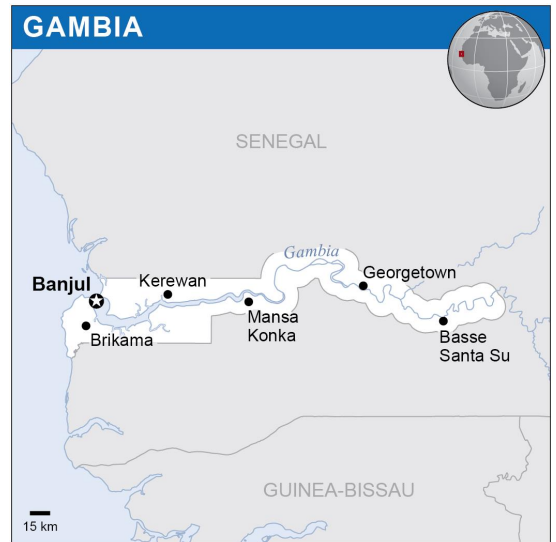 GAMBIA
SENEGAL
Gambia
Georgetown
Kerewan
Banjul
Mansa
Konka
Brikama
Basse
Santa Su
GUINEA-BISSAU
15 km